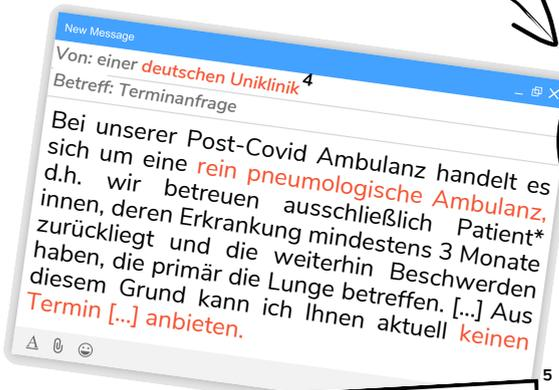 New Message
Von: einer deutschen Uniklinik 4
Betreff: Terminanfrage
Bei unserer Post-Covid Ambulanz handelt es
sich um eine rein pneumologische Ambulanz,
d.h. wir betreuen ausschließlich Patient*
innen, deren Erkrankung mindestens 3 Monate
zurückliegt und die weiterhin Beschwerden
haben, die primär die Lunge betreffen. [...] Aus
diesem Grund kann ich Ihnen aktuell keinen
Termin [...] anbieten.
A
5